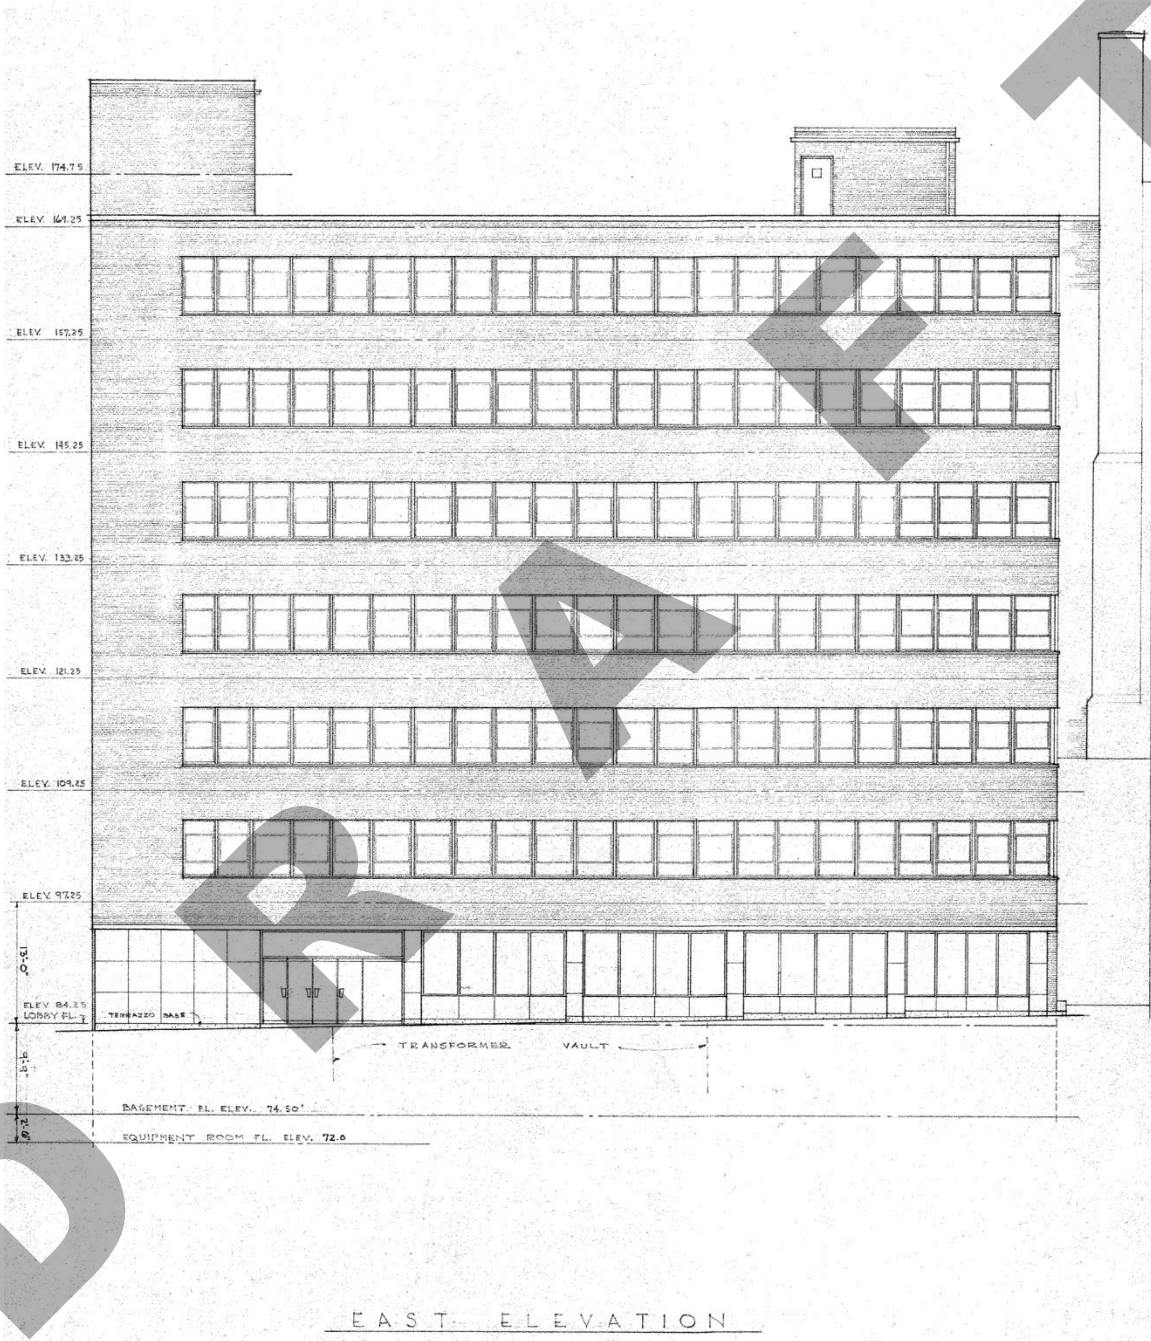 ELEV. 174.75
ELEV. 169.25
ELEV. 157.25
ELEV. 145.25
ELEV. 133.25
ELEV. 121.25
ELEV. 109.25
ELEV. 97.25
13'-0"
ELEV 84.25
LOBBY FL.
TERRAZZO BASE
TRANSFORMER VAULT
9'-9"
BASEMENT FL. ELEV. 74.50'
EQUIPMENT ROOM FL. ELEV. 72.0
EAST ELEVATION
DRAFT